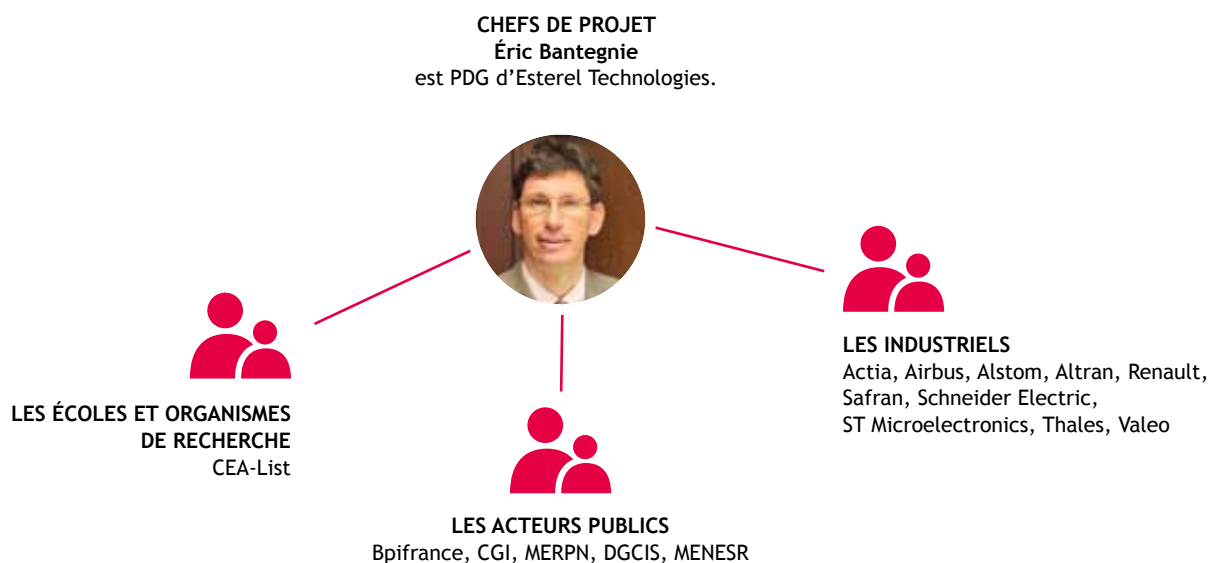 CHEFS DE PROJET
Éric Bantegnie
est PDG d’Esterel Technologies.
LES INDUSTRIELS
Actia, Airbus, Alstom, Altran, Renault,
Safran, Schneider Electric,
ST Microelectronics, Thales, Valeo
LES ÉCOLES ET ORGANISMES
DE RECHERCHE
CEA-List
LES ACTEURS PUBLICS
Bpifrance, CGI, MERPN, DGCIS, MENESR